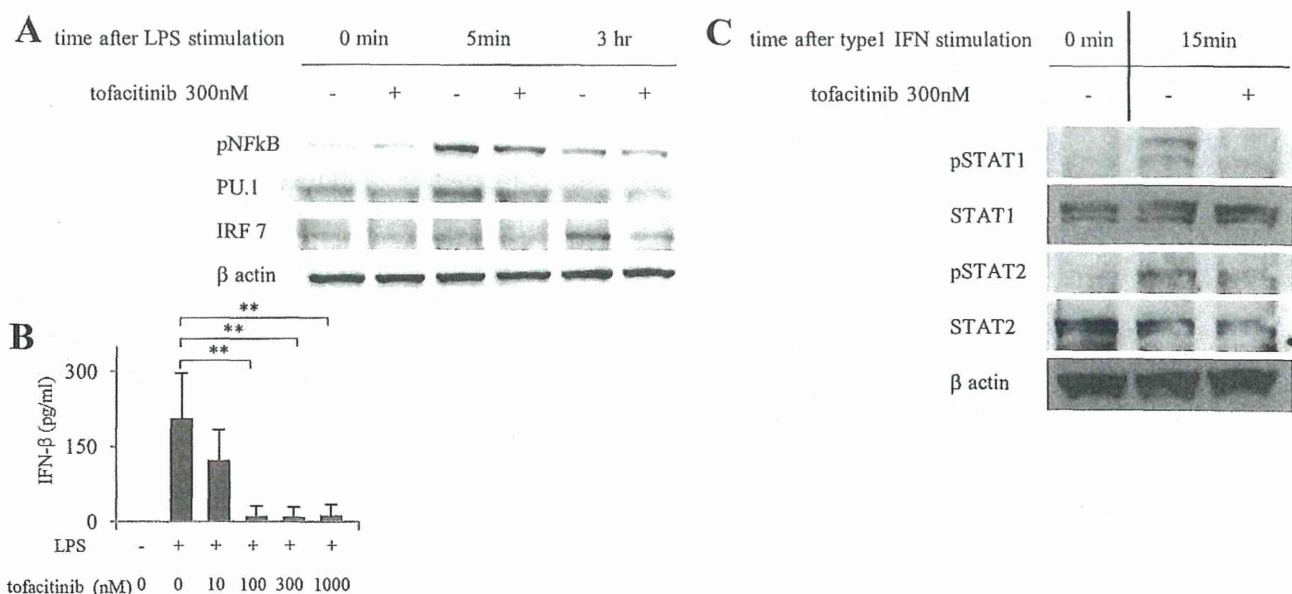 A
time after LPS stimulation 0 min 5min 3 hr
tofacitinib 300nM - + - + - +
pNFkB
PU.1
IRF 7
β actin
B
** 
**
**
300
150
0
IFN-β (pg/ml)
LPS - + + + + +
tofacitinib (nM) 0 0 10 100 300 1000
C
time after type1 IFN stimulation 0 min 15min
tofacitinib 300nM - - +
pSTAT1
STAT1
pSTAT2
STAT2
β actin